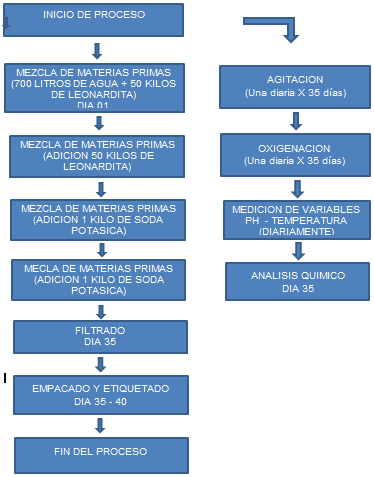 INICIO DE PROCESO
MEZCLA DE MATERIAS PRIMAS
(700 LITROS DE AGUA + 50 KILOS
DE LEONARDITA)
DIA 01
MEZCLA DE MATERIAS PRIMAS
(ADICION 50 KILOS DE
LEONARDITA)
MEZCLA DE MATERIAS PRIMAS
(ADICION 1 KILO DE SODA
POTASICA)
MECLA DE MATERIAS PRIMAS
(ADICION 1 KILO DE SODA
POTASICA)
FILTRADO
DIA 35
EMPACADO Y ETIQUETADO
DIA 35 - 40
FIN DEL PROCESO
AGITACION
(Una diaria X 35 días)
OXIGENACION
(Una diaria X 35 días)
MEDICION DE VARIABLES
PH - TEMPERATURA
(DIARIAMENTE)
ANALISIS QUIMICO
DIA 35